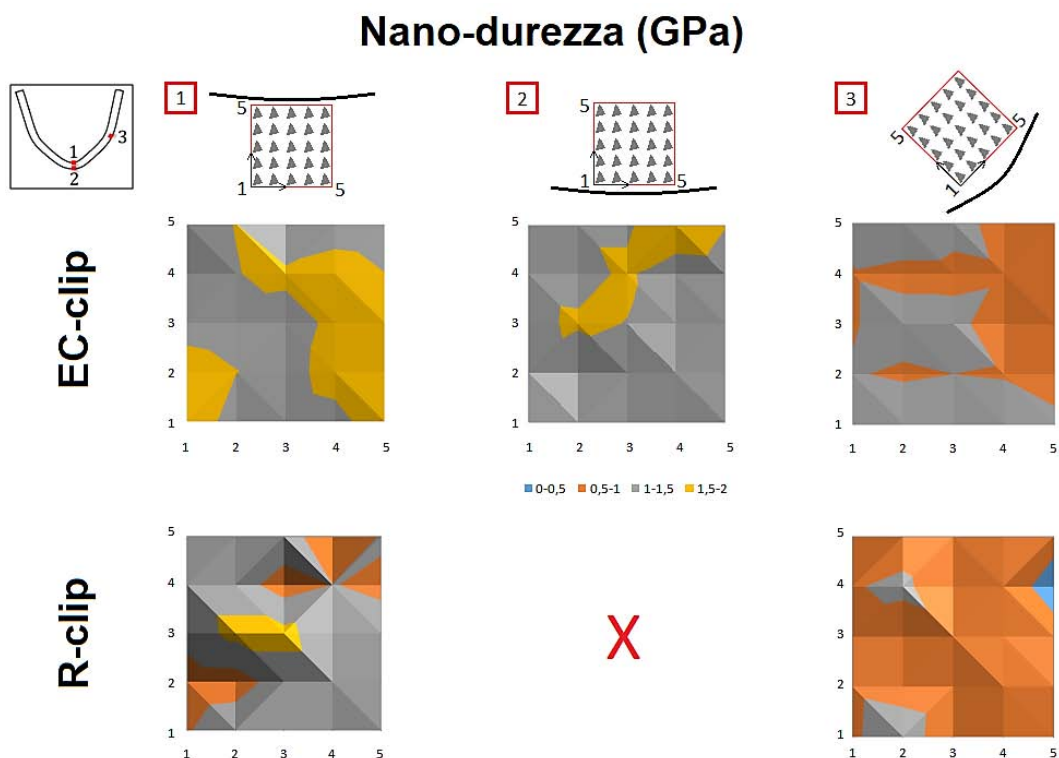 Nano-durezza (GPa)
1 2 3
5 5
1 5 1 5 1 5
3
1
2
EC-clip
5 5 5
4 4 4
3 3 3
2 2 2
1 1 1
1 2 3 4 5 1 2 3 4 5 1 2 3 4 5
0-0,5 0,5-1 1-1,5 1,5-2
R-clip
5 5
4 4
3 X 3
2 2
1 1
1 2 3 4 5 1 2 3 4 5